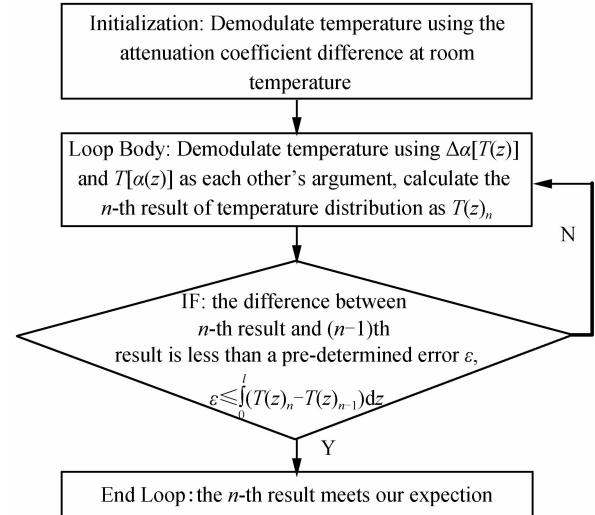 Initialization: Demodulate temperature using the
attenuation coefficient difference at room
temperature
Loop Body: Demodulate temperature using Δα[T(z)]
and T[α(z)] as each other's argument, calculate the
n-th result of temperature distribution as T(z)ₙ
N
IF: the difference between
n-th result and (n−1)th
result is less than a pre-determined error ε,
ε≤∫₀ˡ(T(z)ₙ−T(z)ₙ₋₁)dz
Y
End Loop: the n-th result meets our expection